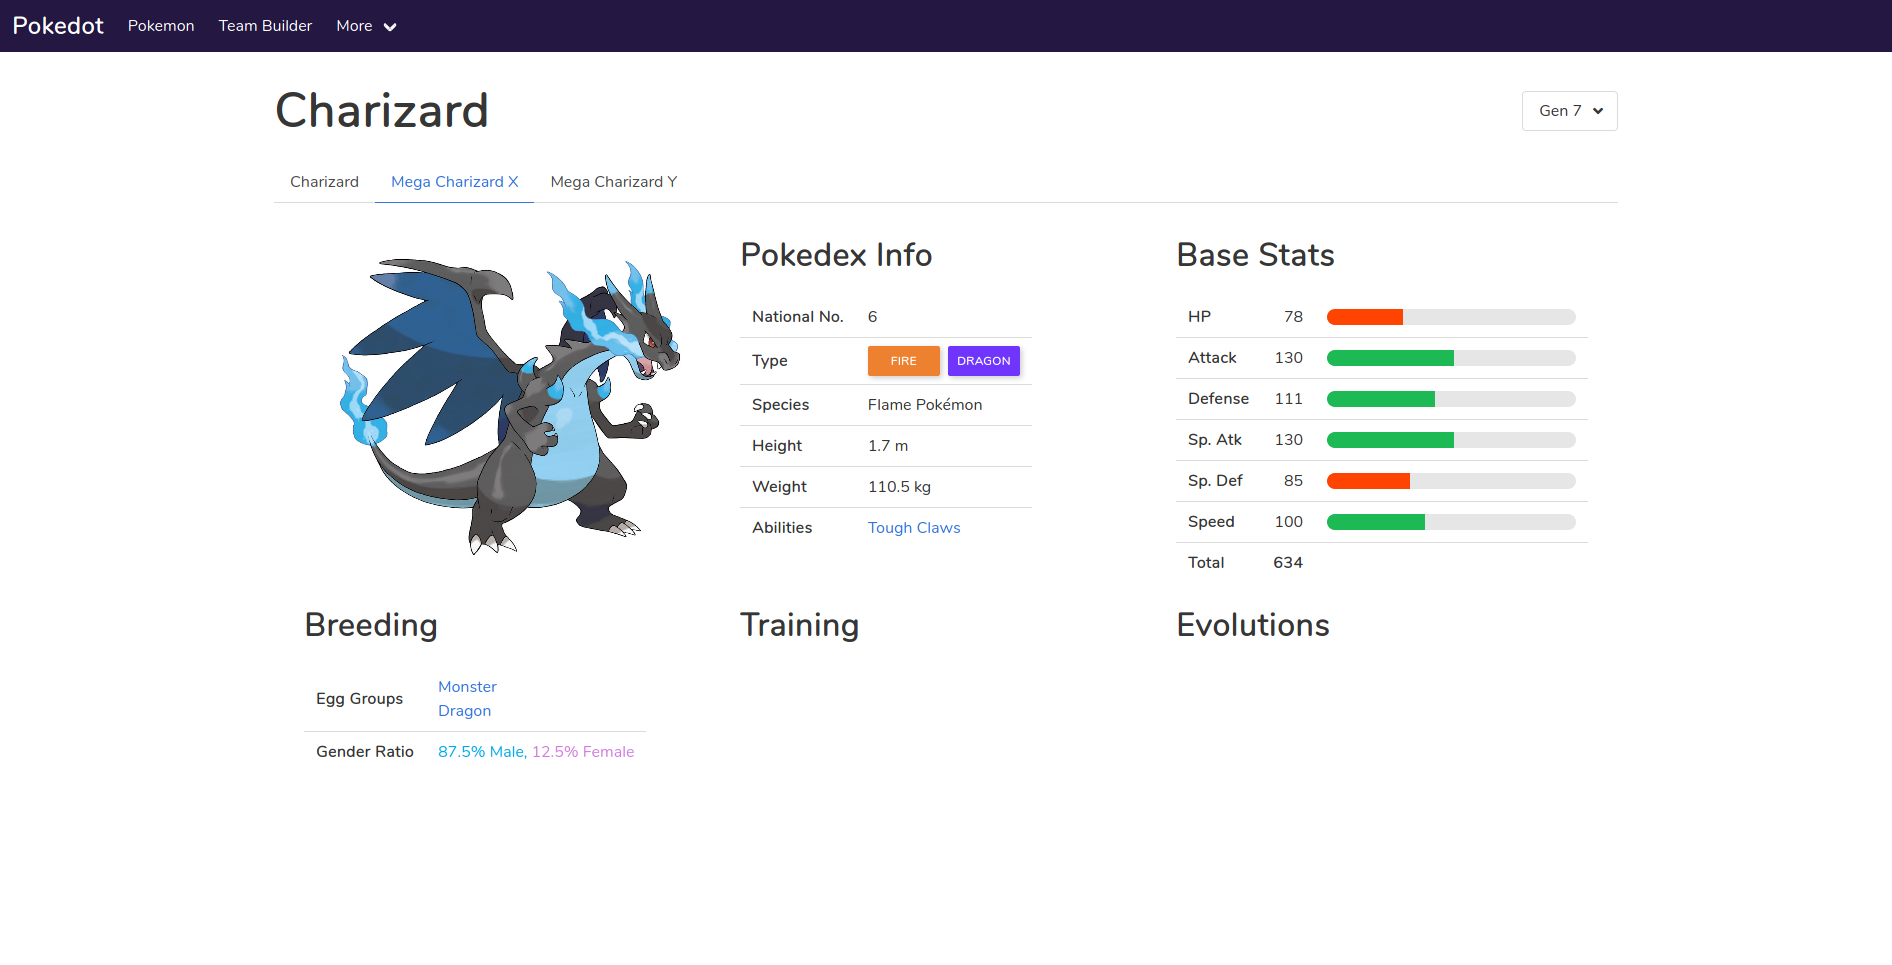 Pokedot Pokemon Team Builder More
Charizard
Gen 7
Charizard Mega Charizard X Mega Charizard Y
Pokedex Info
National No. 6
Type FIRE DRAGON
Species Flame Pokémon
Height 1.7 m
Weight 110.5 kg
Abilities Tough Claws
Base Stats
HP 78
Attack 130
Defense 111
Sp. Atk 130
Sp. Def 85
Speed 100
Total 634
Breeding
Egg Groups Monster
Dragon
Gender Ratio 87.5% Male, 12.5% Female
Training
Evolutions